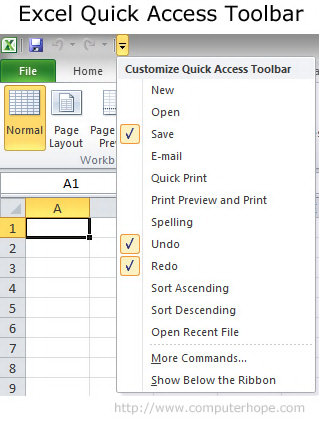 Excel Quick Access Toolbar
File
Home
Customize Quick Access Toolbar
New
Open
Save
E-mail
Quick Print
Print Preview and Print
Spelling
Undo
Redo
Sort Ascending
Sort Descending
Open Recent File
More Commands...
Show Below the Ribbon
Normal
Page
Layout
Page
Workb
A1
A
1
2
3
4
5
6
7
8
9
http://www.computerhope.com